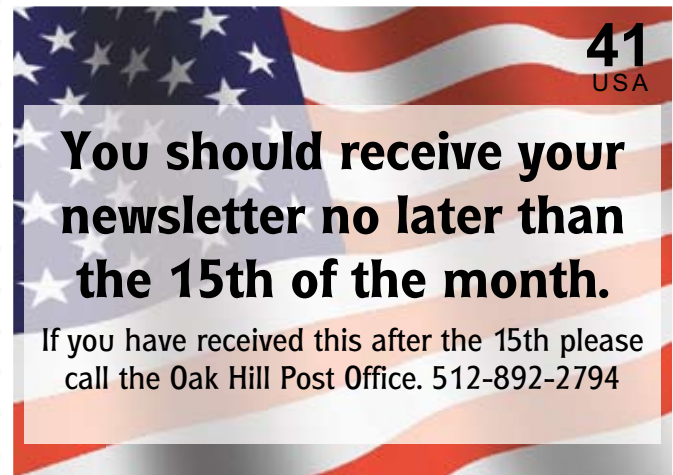 41
USA
You should receive your
newsletter no later than
the 15th of the month.
If you have received this after the 15th please
call the Oak Hill Post Office. 512-892-2794